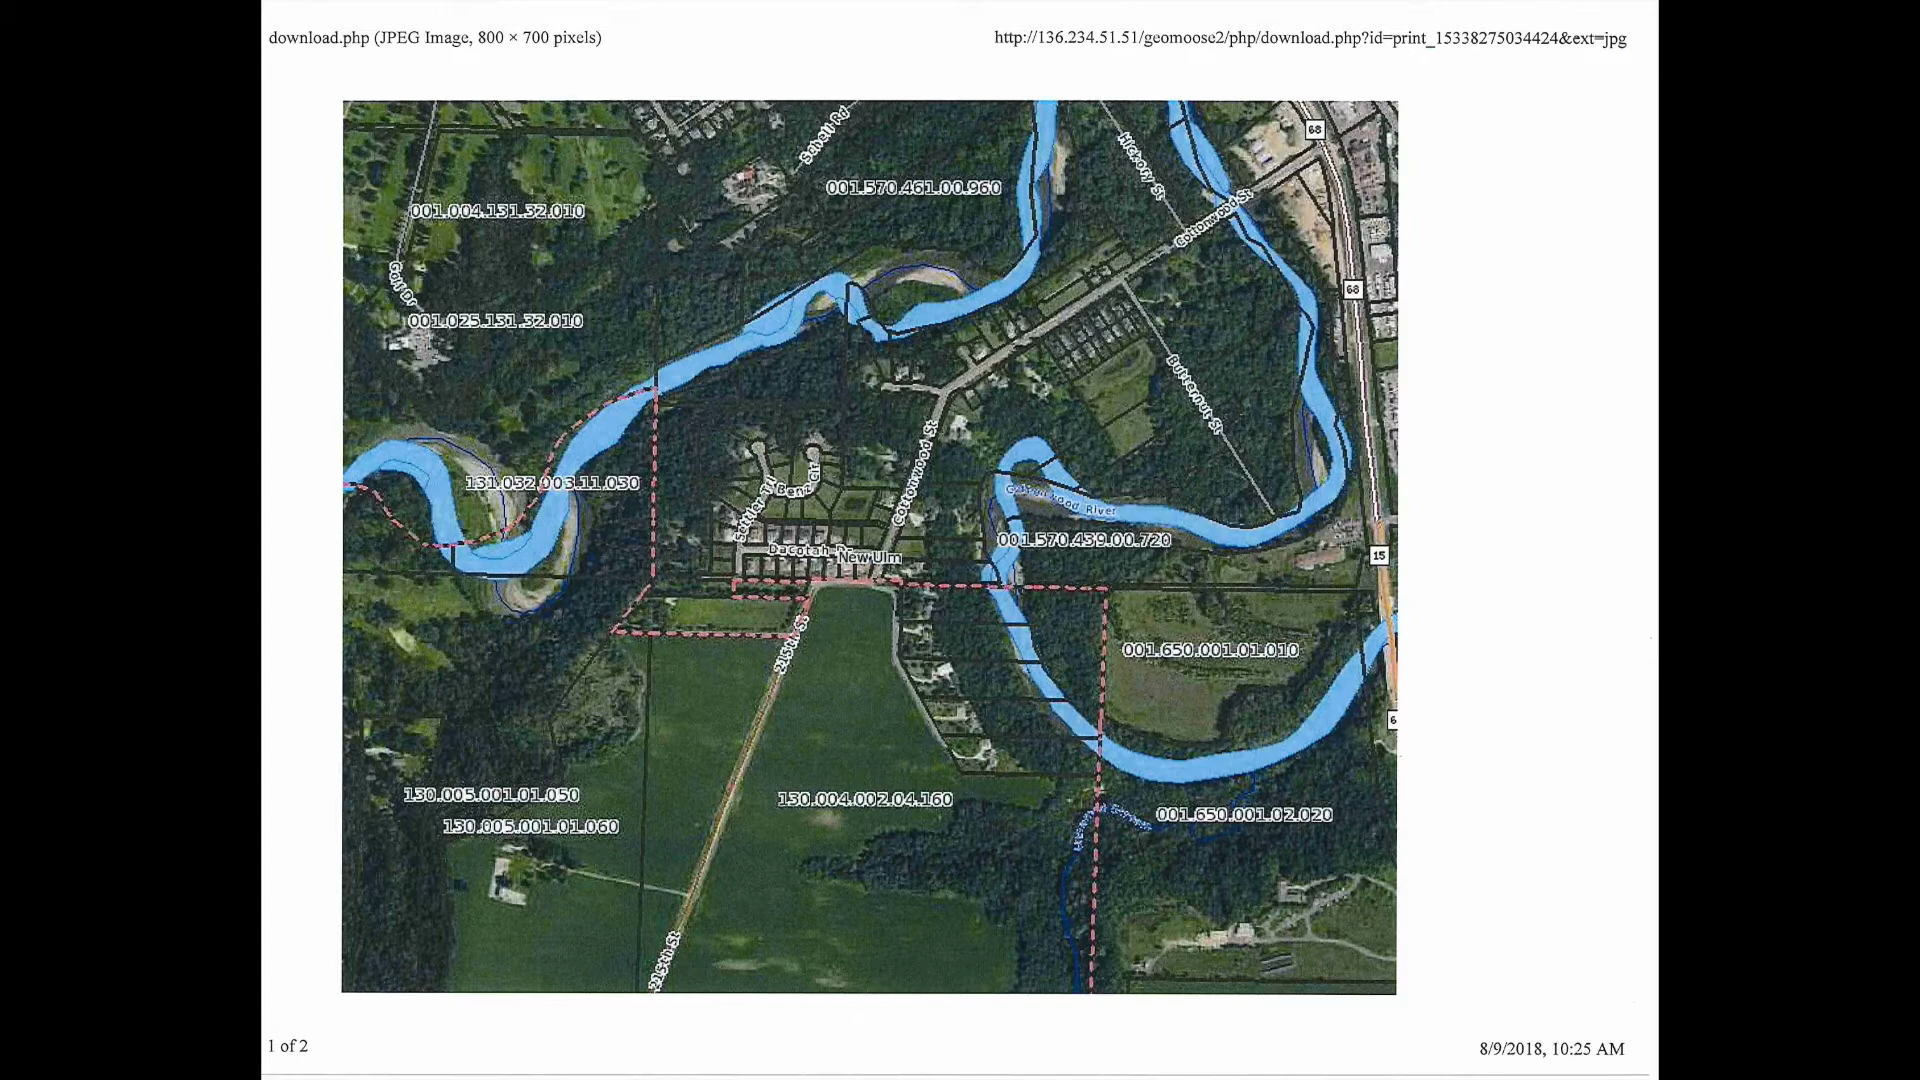 download.php (JPEG Image, 800 × 700 pixels)
http://136.234.51.51/geomoose2/php/download.php?id=print_15338275034424&ext=jpg
Schell Rd
68
Hickory St
001.570.461.00.960
001.004.131.32.010
Cottonwood St
Golf Dr
68
001.025.131.32.010
Butternut St
Cottonwood St
131.032.003.11.030
Settler Trl
Benz Cir
Cottonwood River
001.570.439.00.720
Dacotah
New Ulm
15
215th St
001.650.001.01.010
6
130.005.001.01.050
130.004.002.04.160
001.650.001.02.020
130.005.001.01.060
215th St
1 of 2
8/9/2018, 10:25 AM